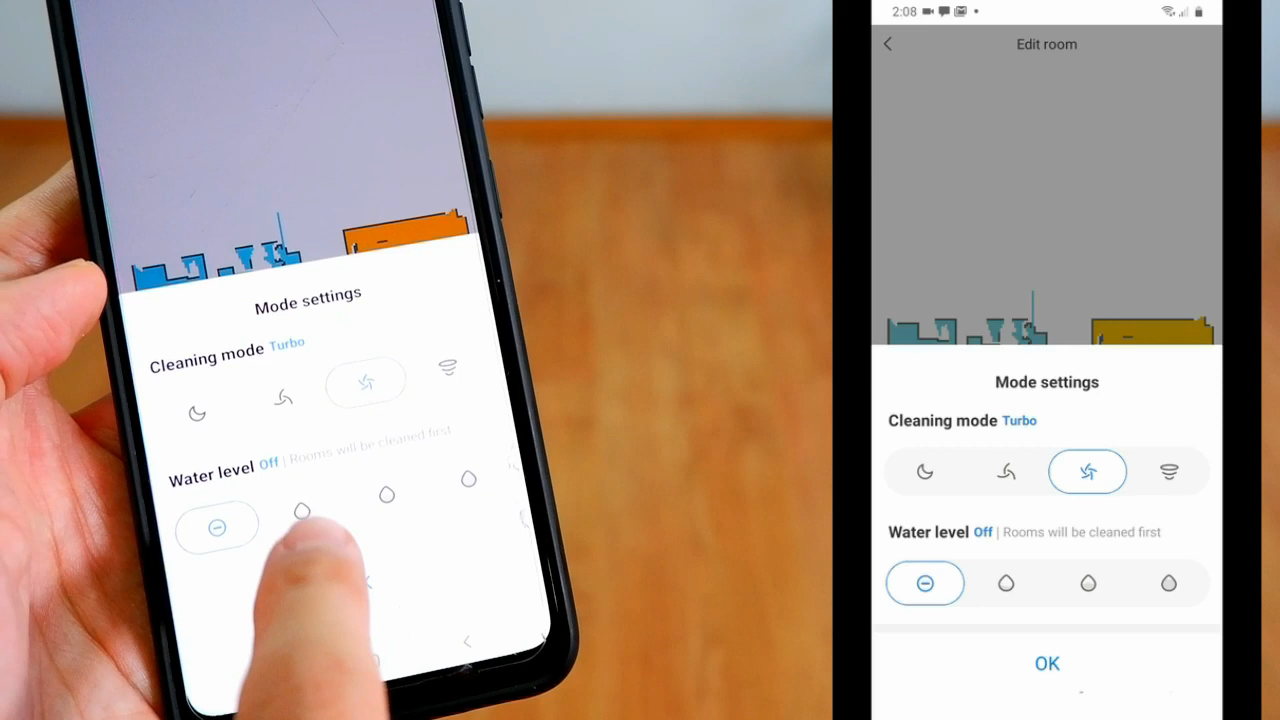 Mode settings
Cleaning mode Turbo
Water level Off | Rooms will be cleaned first
2:08
Edit room
Mode settings
Cleaning mode Turbo
Water level Off | Rooms will be cleaned first
OK